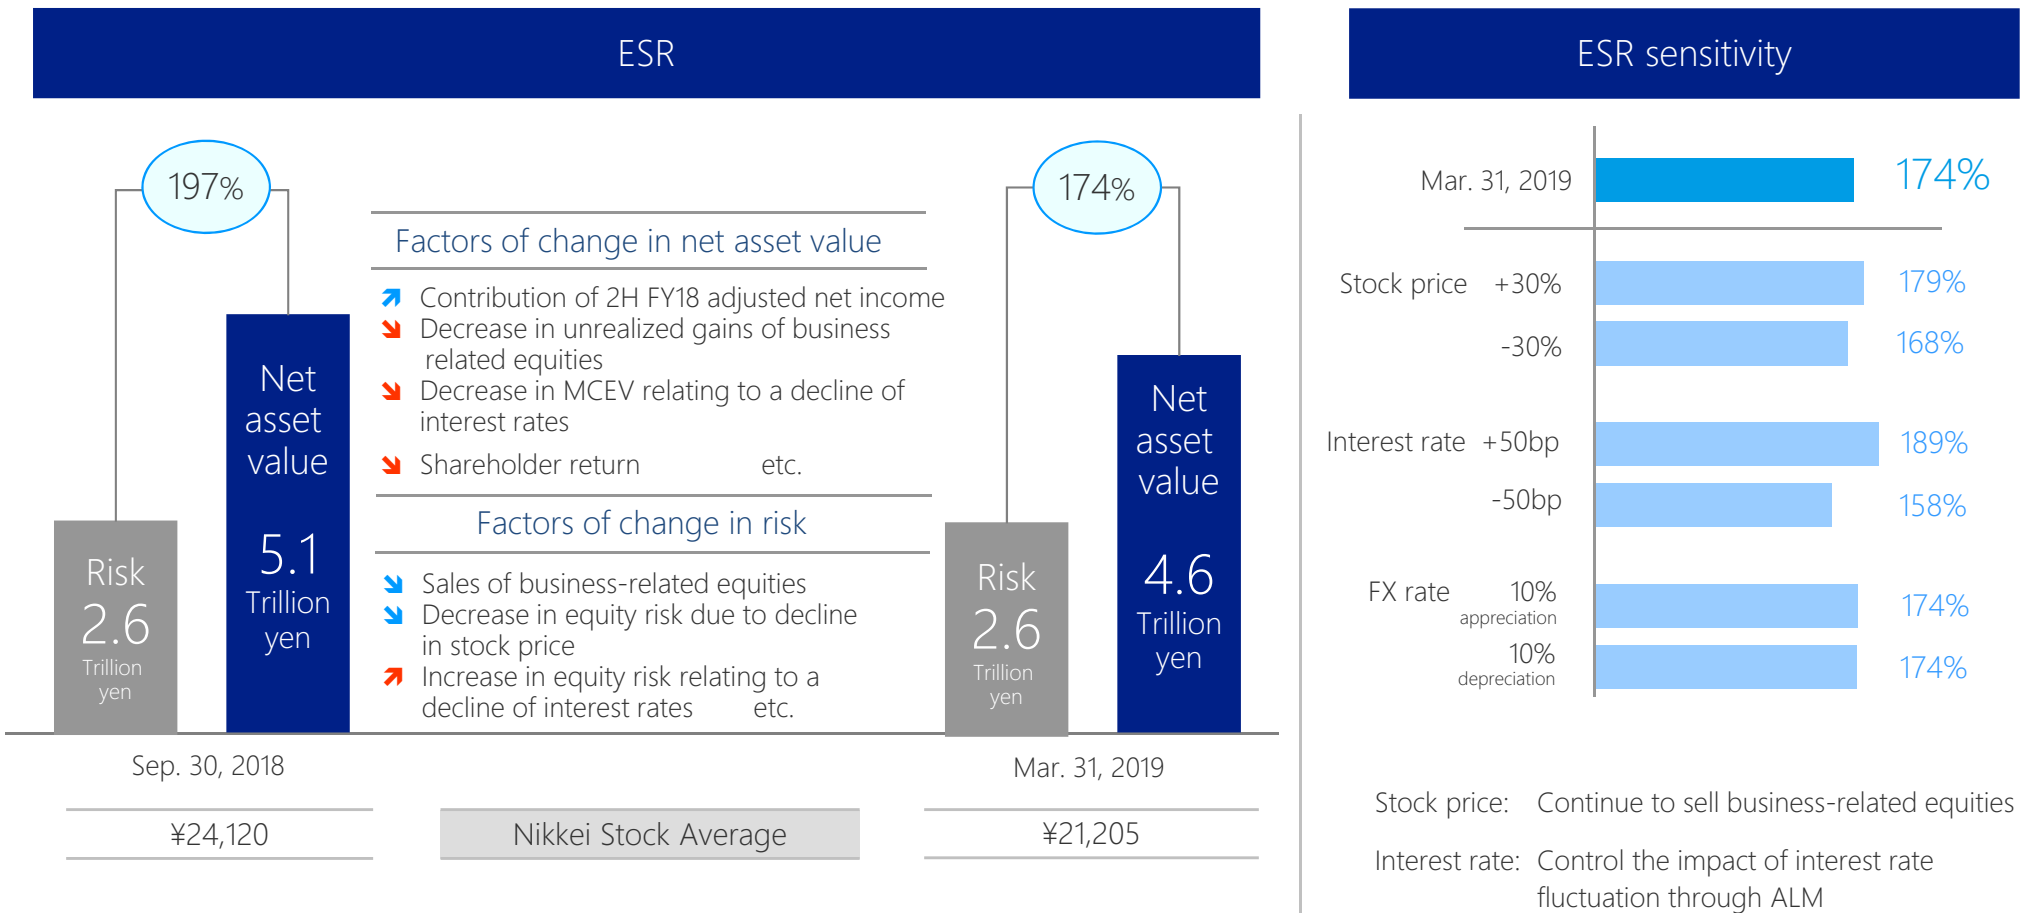 ESR
197%
174%
Factors of change in net asset value
Contribution of 2H FY18 adjusted net income
Decrease in unrealized gains of business
related equities
Decrease in MCEV relating to a decline of
interest rates
Shareholder return etc.
Factors of change in risk
Sales of business-related equities
Decrease in equity risk due to decline
in stock price
Increase in equity risk relating to a
decline of interest rates etc.
Risk
2.6
Trillion
yen
Net
asset
value
5.1
Trillion
yen
Risk
2.6
Trillion
yen
Net
asset
value
4.6
Trillion
yen
Sep. 30, 2018
Mar. 31, 2019
¥24,120
Nikkei Stock Average
¥21,205
ESR sensitivity
Mar. 31, 2019 174%
Stock price +30% 179%
-30% 168%
Interest rate +50bp 189%
-50bp 158%
FX rate 10% 174%
appreciation
10% 174%
depreciation
Stock price: Continue to sell business-related equities
Interest rate: Control the impact of interest rate
fluctuation through ALM